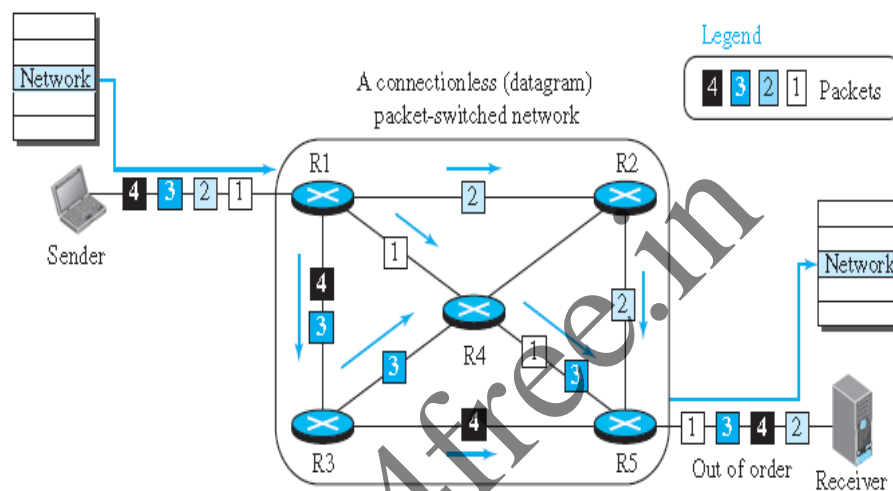 Legend
Network
A connectionless (datagram)
packet-switched network
4 3 2 1 Packets
R1
R2
4 3 2 1
2
Sender
1
4
Network
3
2
R4
1
3
3
4
R3
R5
1 3 4 2
Out of order
Receiver
4free.in